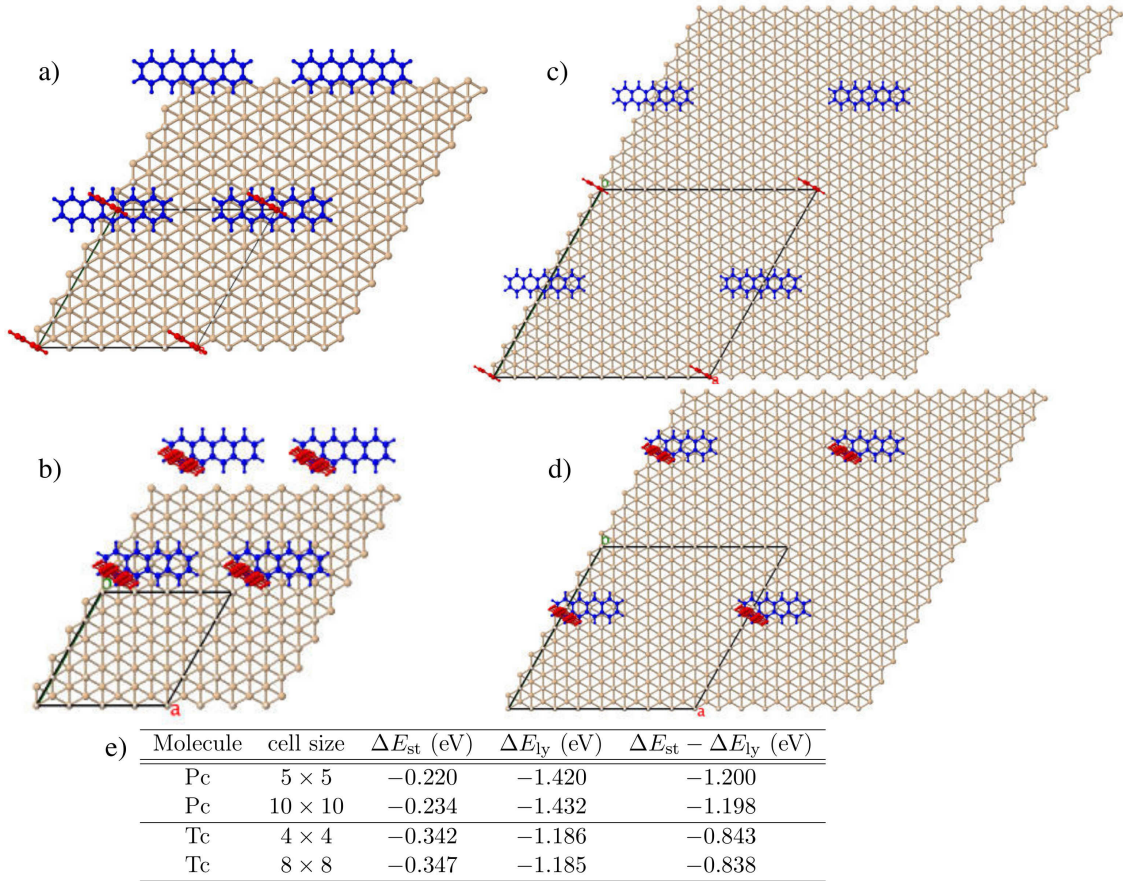 a)
c)
b
a
b)
d)
b
b
a
a
e)
Molecule cell size ΔE_st (eV) ΔE_ly (eV) ΔE_st − ΔE_ly (eV)
Pc 5 × 5 −0.220 −1.420 −1.200
Pc 10 × 10 −0.234 −1.432 −1.198
Tc 4 × 4 −0.342 −1.186 −0.843
Tc 8 × 8 −0.347 −1.185 −0.838